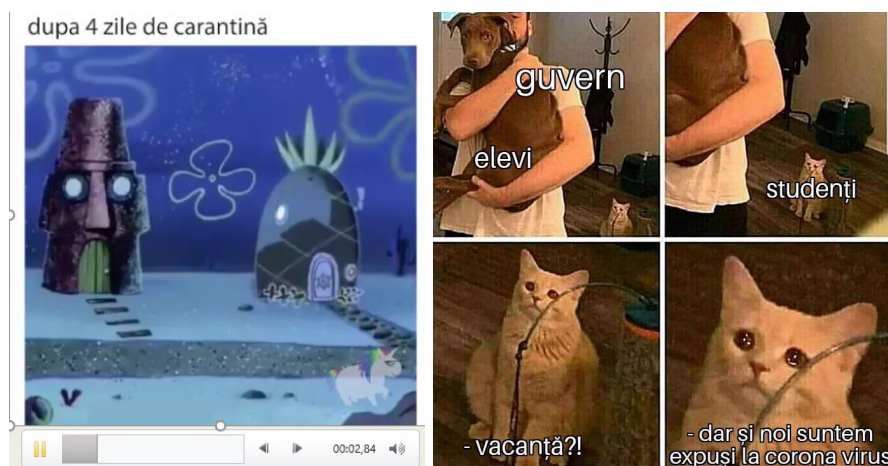 dupa 4 zile de carantină
00:02,84
guvern
elevi
studenți
- vacanță?!
- dar și noi suntem
expuși la corona virus